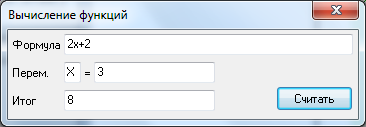 Вычисление функций
Формула 2x+2
Перем. X = 3
Итог 8
Считать